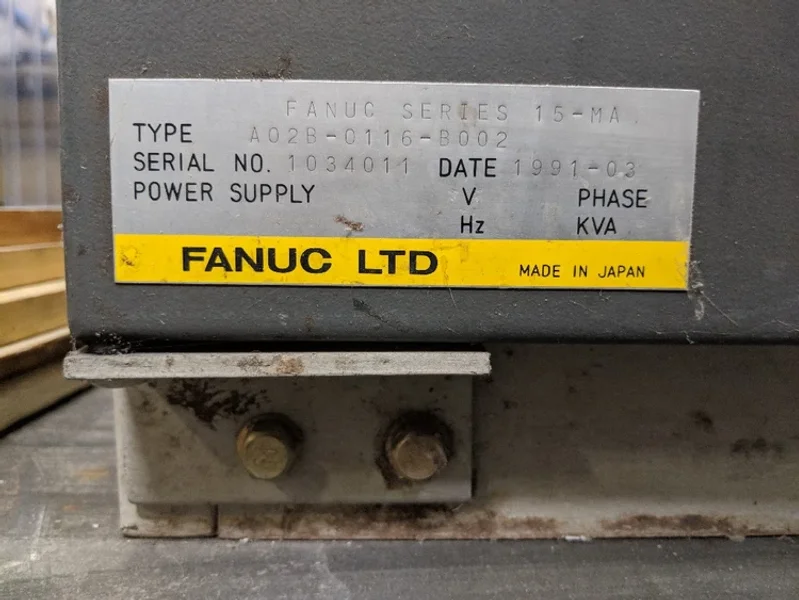 FANUC SERIES 15-MA.
TYPE A02B-0116-B002
SERIAL NO. 1034011 DATE 1991-03
POWER SUPPLY V PHASE
Hz KVA
FANUC LTD MADE IN JAPAN